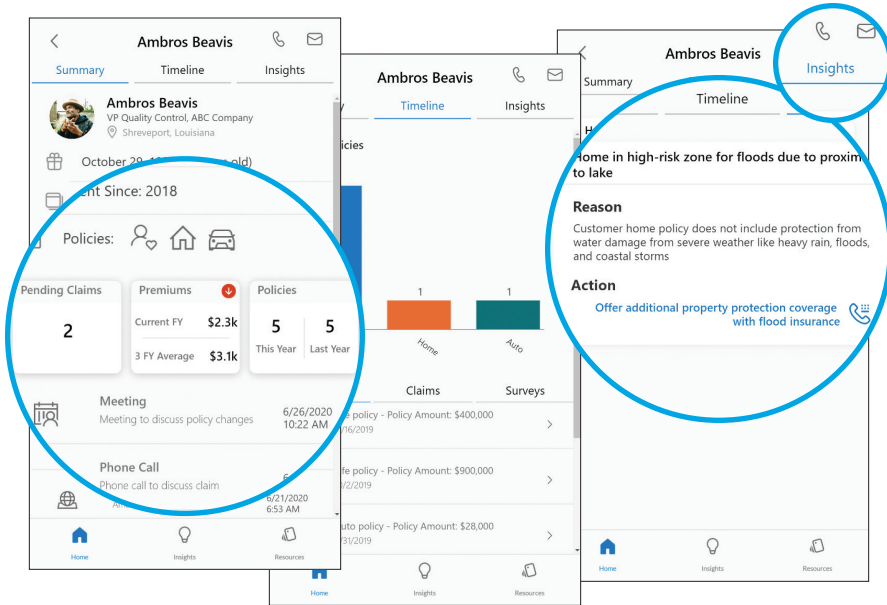 Ambros Beavis
Summary
Timeline
Insights
Ambros Beavis
VP Quality Control, ABC Company
Shreveport, Louisiana
October 29,
old)
Since: 2018
Policies:
Pending Claims
2
Premiums
Current FY $2.3k
3 FY Average $3.1k
Policies
5 5
This Year Last Year
Meeting
Meeting to discuss policy changes
6/26/2020
10:22 AM
Phone Call
Phone call to discuss claim
6/21/2020
6:53 AM
Home
Insights
Resources
Ambros Beavis
Timeline
Insights
1
1
Home
Auto
Claims
Surveys
policy - Policy Amount: $400,000
/16/2019
policy - Policy Amount: $900,000
/2/2019
policy - Policy Amount: $28,000
/31/2019
Home
Insights
Resources
Ambros Beavis
Insights
Summary
Timeline
Home in high-risk zone for floods due to
to lake
Reason
Customer home policy does not include protection from
water damage from severe weather like heavy rain, floods,
and coastal storms
Action
Offer additional property protection coverage
with flood insurance
Home
Insights
Resources